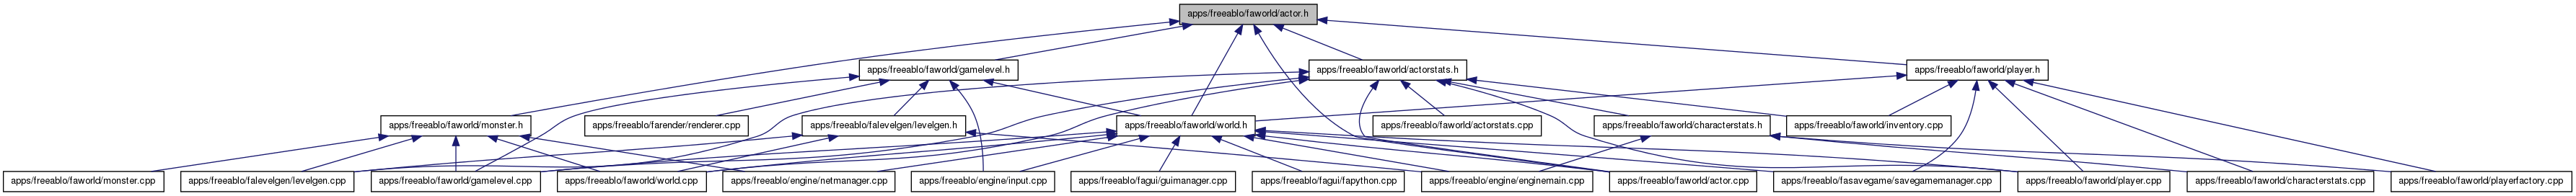 apps/freeablo/faworld/actor.h
apps/freeablo/faworld/gamelevel.h
apps/freeablo/faworld/actorstats.h
apps/freeablo/faworld/player.h
apps/freeablo/faworld/monster.h
apps/freeablo/farender/renderer.cpp
apps/freeablo/falevelgen/levelgen.h
apps/freeablo/faworld/world.h
apps/freeablo/faworld/actorstats.cpp
apps/freeablo/faworld/characterstats.h
apps/freeablo/faworld/inventory.cpp
apps/freeablo/faworld/monster.cpp
apps/freeablo/falevelgen/levelgen.cpp
apps/freeablo/faworld/gamelevel.cpp
apps/freeablo/faworld/world.cpp
apps/freeablo/engine/netmanager.cpp
apps/freeablo/engine/input.cpp
apps/freeablo/fagui/guimanager.cpp
apps/freeablo/fagui/fapython.cpp
apps/freeablo/engine/enginemain.cpp
apps/freeablo/faworld/actor.cpp
apps/freeablo/fasavegame/savegamemanager.cpp
apps/freeablo/faworld/player.cpp
apps/freeablo/faworld/characterstats.cpp
apps/freeablo/faworld/playerfactory.cpp